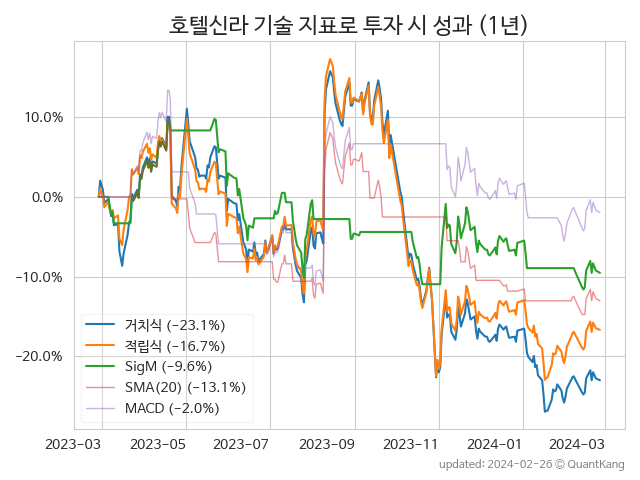 호텔신라 기술 지표로 투자 시 성과 (1년)
10.0%
0.0%
−10.0%
−20.0%
거치식 (−23.1%)
적립식 (−16.7%)
SigM (−9.6%)
SMA(20) (−13.1%)
MACD (−2.0%)
2023−03 2023−05 2023−07 2023−09 2023−11 2024−01 2024−03
updated: 2024−02−26 ⓒ QuantKang